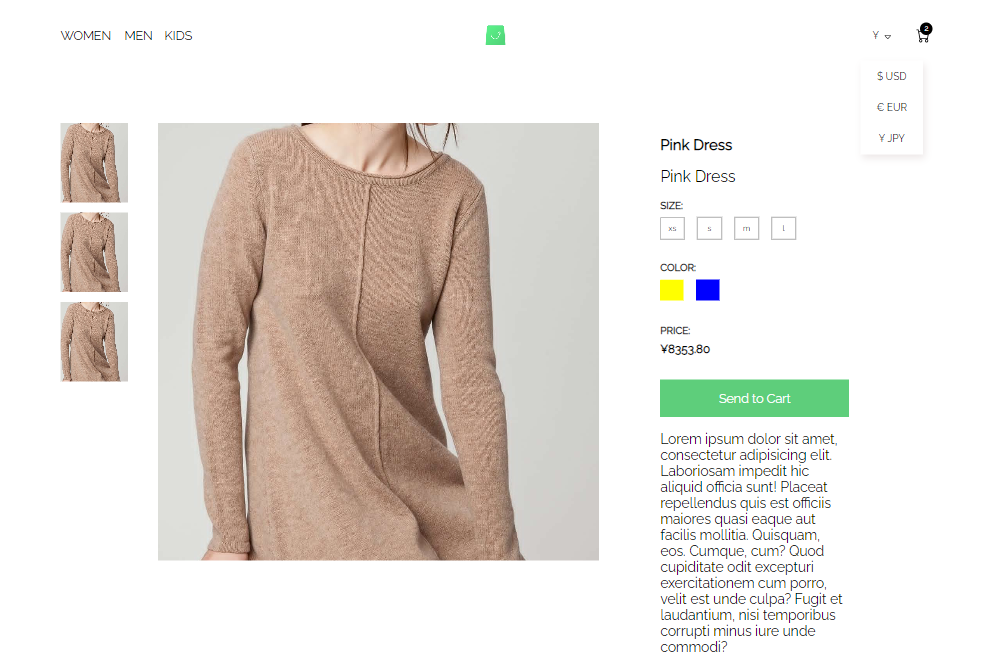 WOMEN MEN KIDS
¥
2
$ USD
€ EUR
¥ JPY
Pink Dress
Pink Dress
SIZE:
xs s m l
COLOR:
PRICE:
¥8353.80
Send to Cart
Lorem ipsum dolor sit amet,
consectetur adipisicing elit.
Laboriosam impedit hic
aliquid officia sunt! Placeat
repellendus quis est officiis
maiores quasi eaque aut
facilis mollitia. Quisquam,
eos. Cumque, cum? Quod
cupiditate odit excepturi
exercitationem cum porro,
velit est unde culpa? Fugit et
laudantium, nisi temporibus
corrupti minus iure unde
commodi?